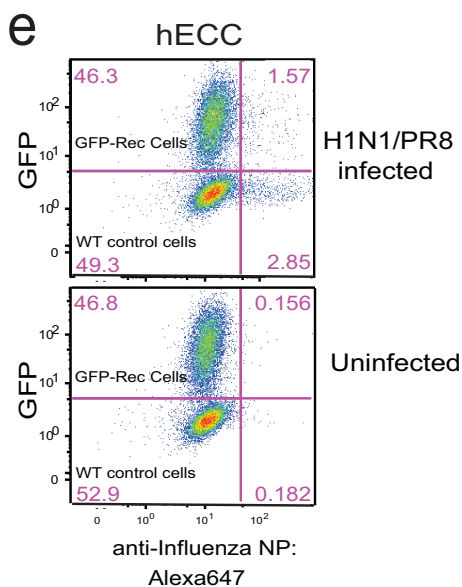 e
hECC
46.3 1.57
GFP-Rec Cells
WT control cells
49.3 2.85
GFP
10² 10¹ 10⁰ 0
H1N1/PR8
infected
46.8 0.156
GFP-Rec Cells
WT control cells
52.9 0.182
GFP
10² 10¹ 10⁰ 0
Uninfected
0 10⁰ 10¹ 10²
anti-Influenza NP:
Alexa647